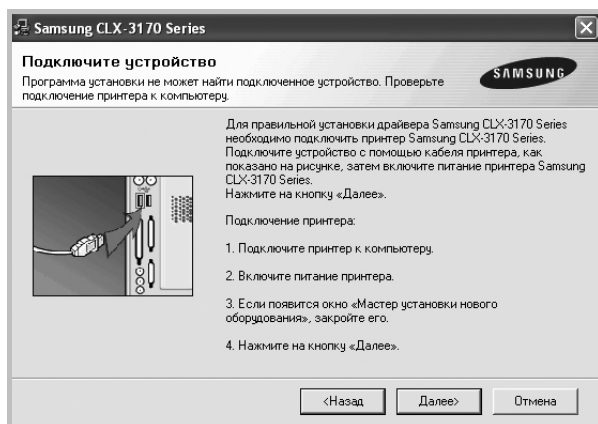 Samsung CLX-3170 Series
Подключите устройство
Программа установки не может найти подключенное устройство. Проверьте
подключение принтера к компьютеру.
SAMSUNG
Для правильной установки драйвера Samsung CLX-3170 Series
необходимо подключить принтер Samsung CLX-3170 Series.
Подключите устройство с помощью кабеля принтера, как
показано на рисунке, затем включите питание принтера Samsung
CLX-3170 Series.
Нажмите на кнопку «Далее».
Подключение принтера:
1. Подключите принтер к компьютеру.
2. Включите питание принтера.
3. Если появится окно «Мастер установки нового
оборудования», закройте его.
4. Нажмите на кнопку «Далее».
<Назад Далее> Отмена